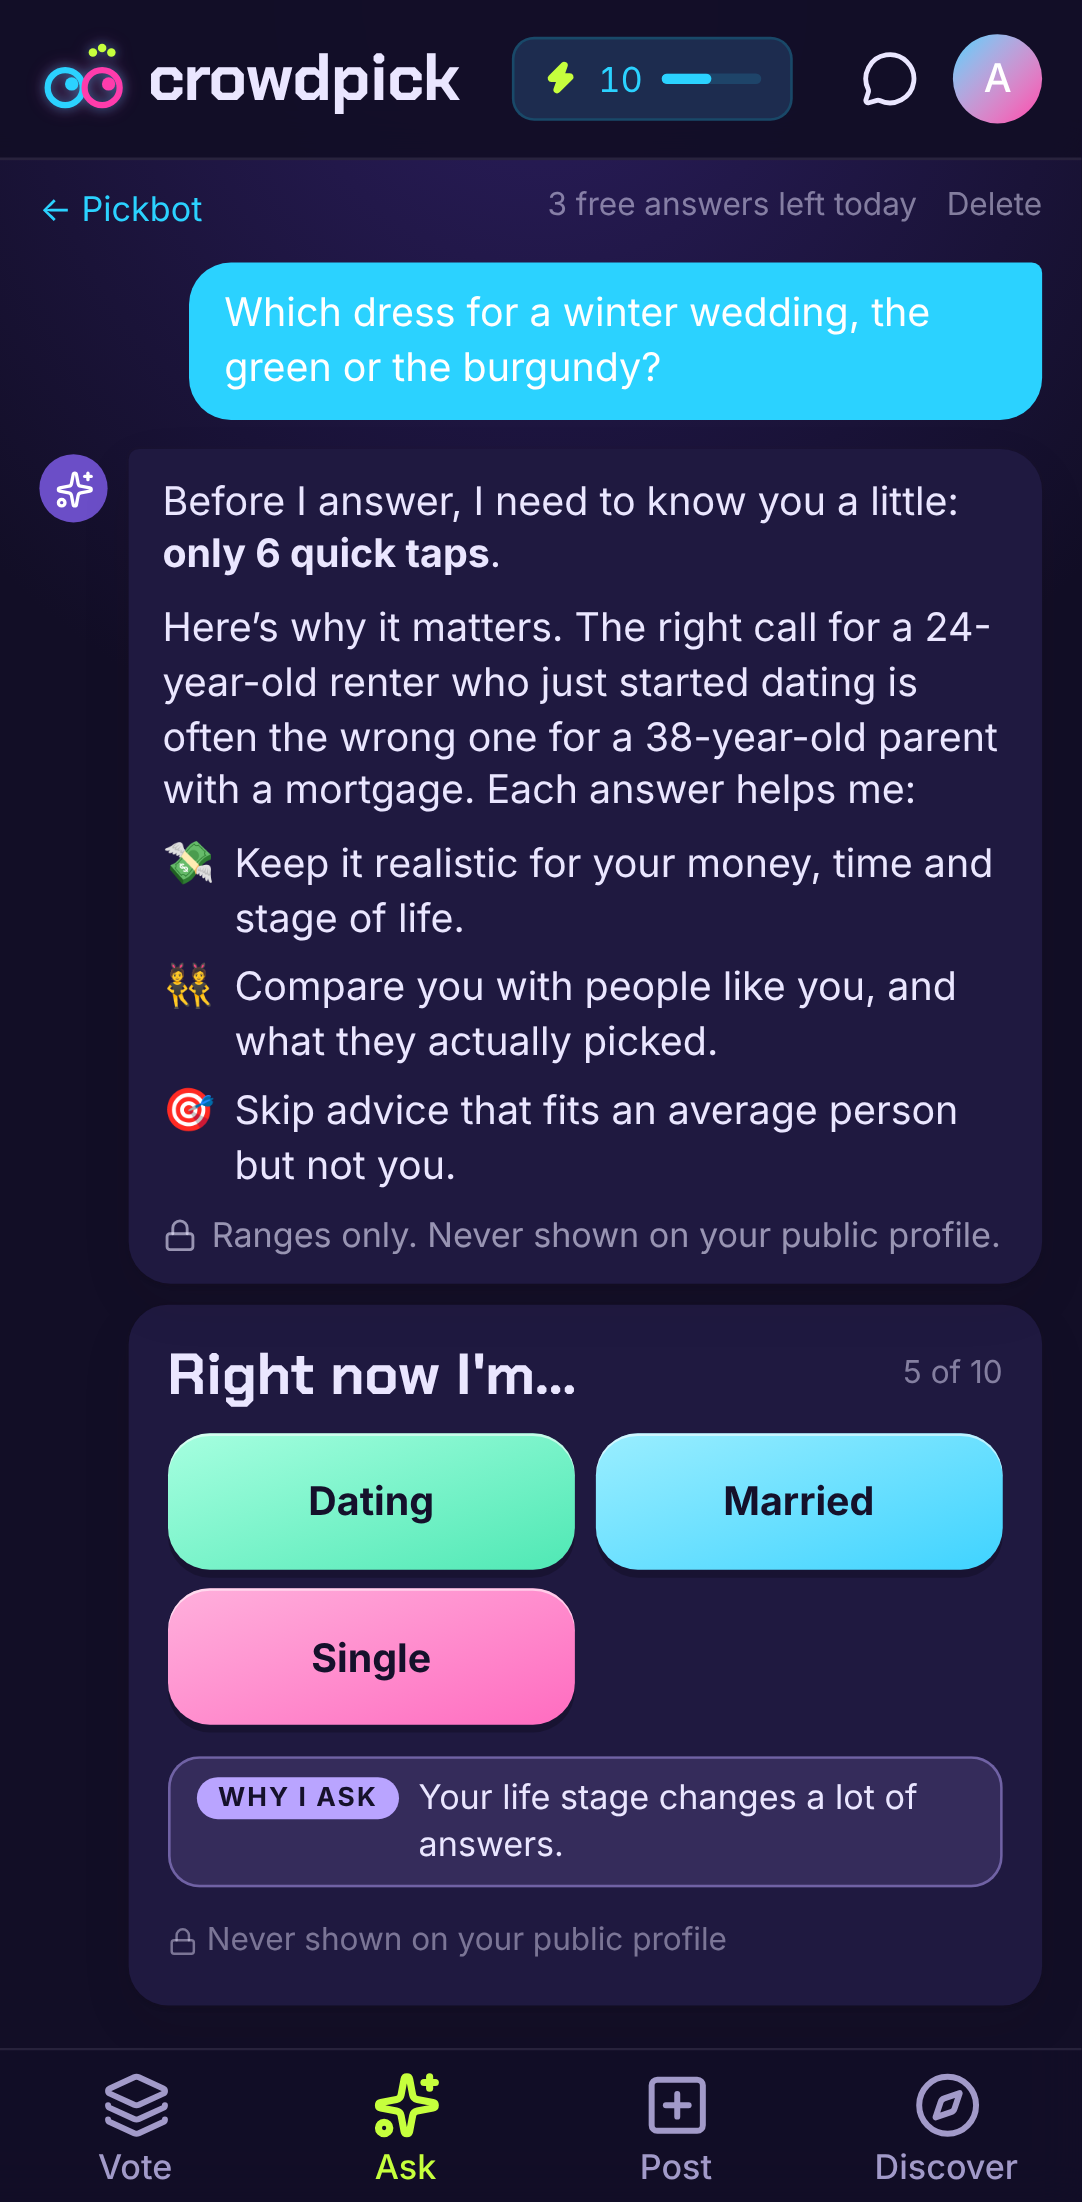 crowdpick
10
A
← Pickbot
3 free answers left today
Delete
Which dress for a winter wedding, the
green or the burgundy?
Before I answer, I need to know you a little:
only 6 quick taps.
Here’s why it matters. The right call for a 24-
year-old renter who just started dating is
often the wrong one for a 38-year-old parent
with a mortgage. Each answer helps me:
Keep it realistic for your money, time and
stage of life.
Compare you with people like you, and
what they actually picked.
Skip advice that fits an average person
but not you.
Ranges only. Never shown on your public profile.
Right now I'm...
5 of 10
Dating
Married
Single
WHY I ASK
Your life stage changes a lot of
answers.
Never shown on your public profile
Vote
Ask
Post
Discover